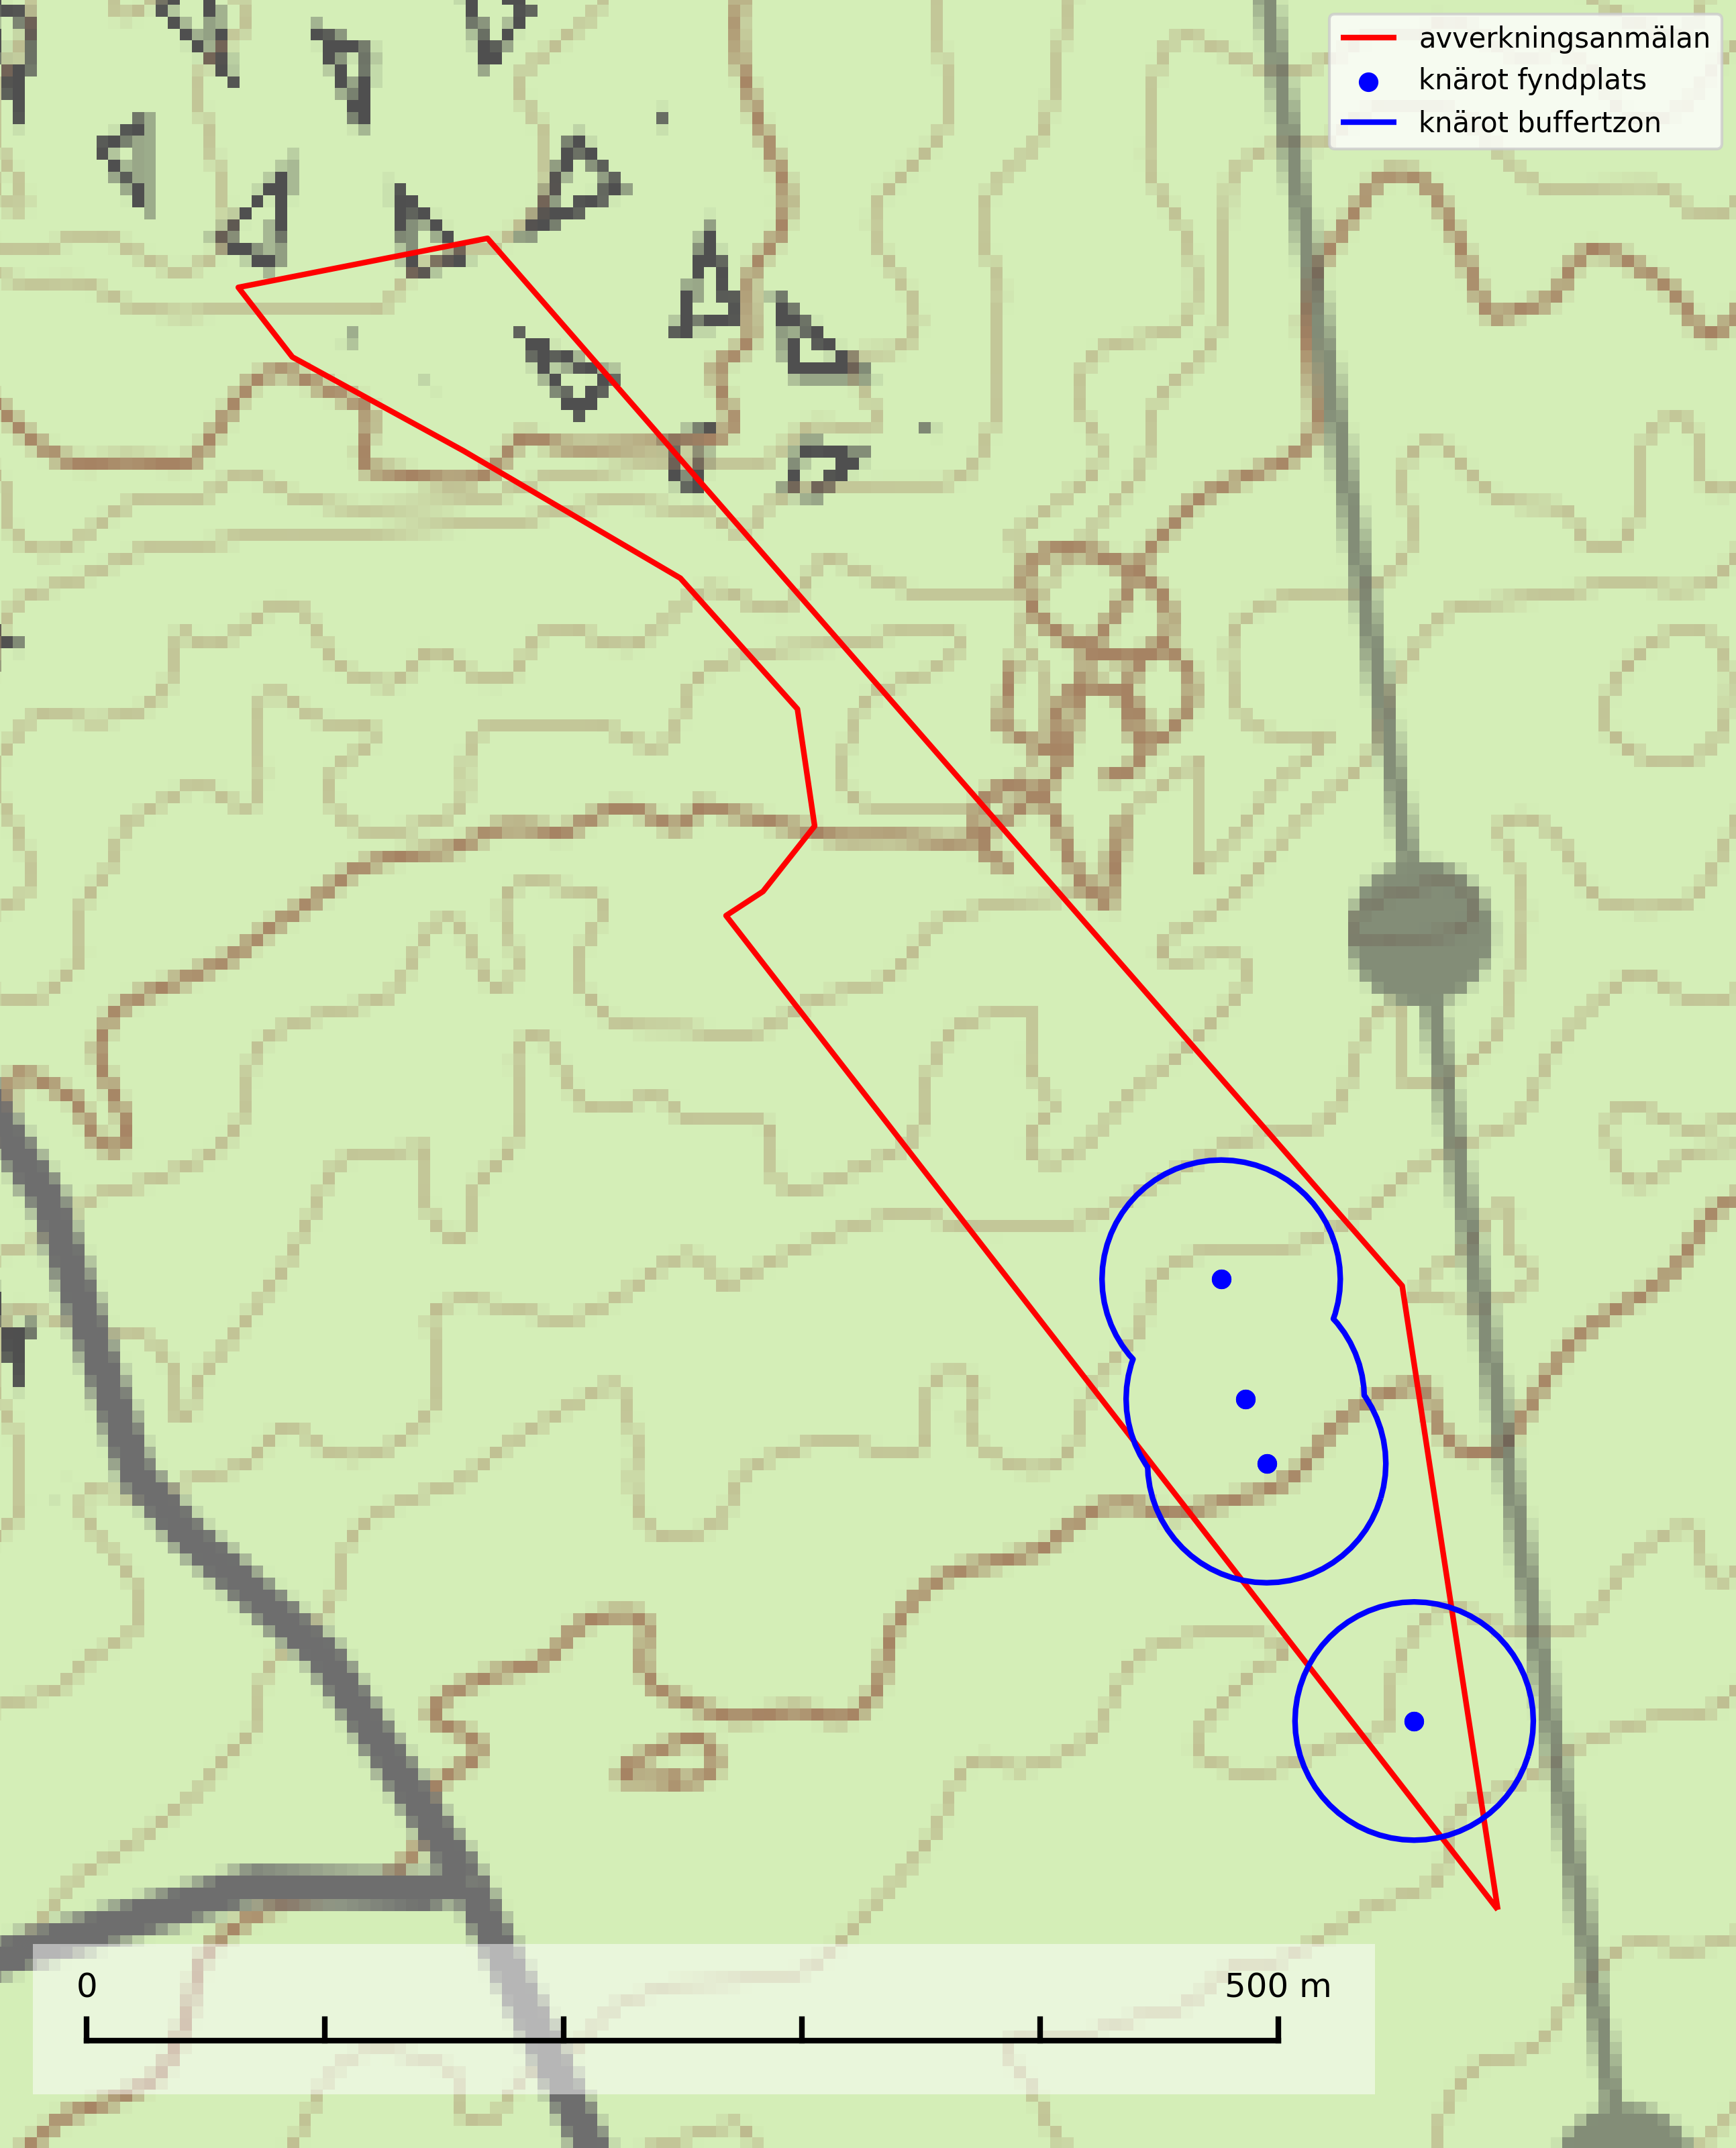 avverkningsanmälan
knärot fyndplats
knärot buffertzon
0 500 m